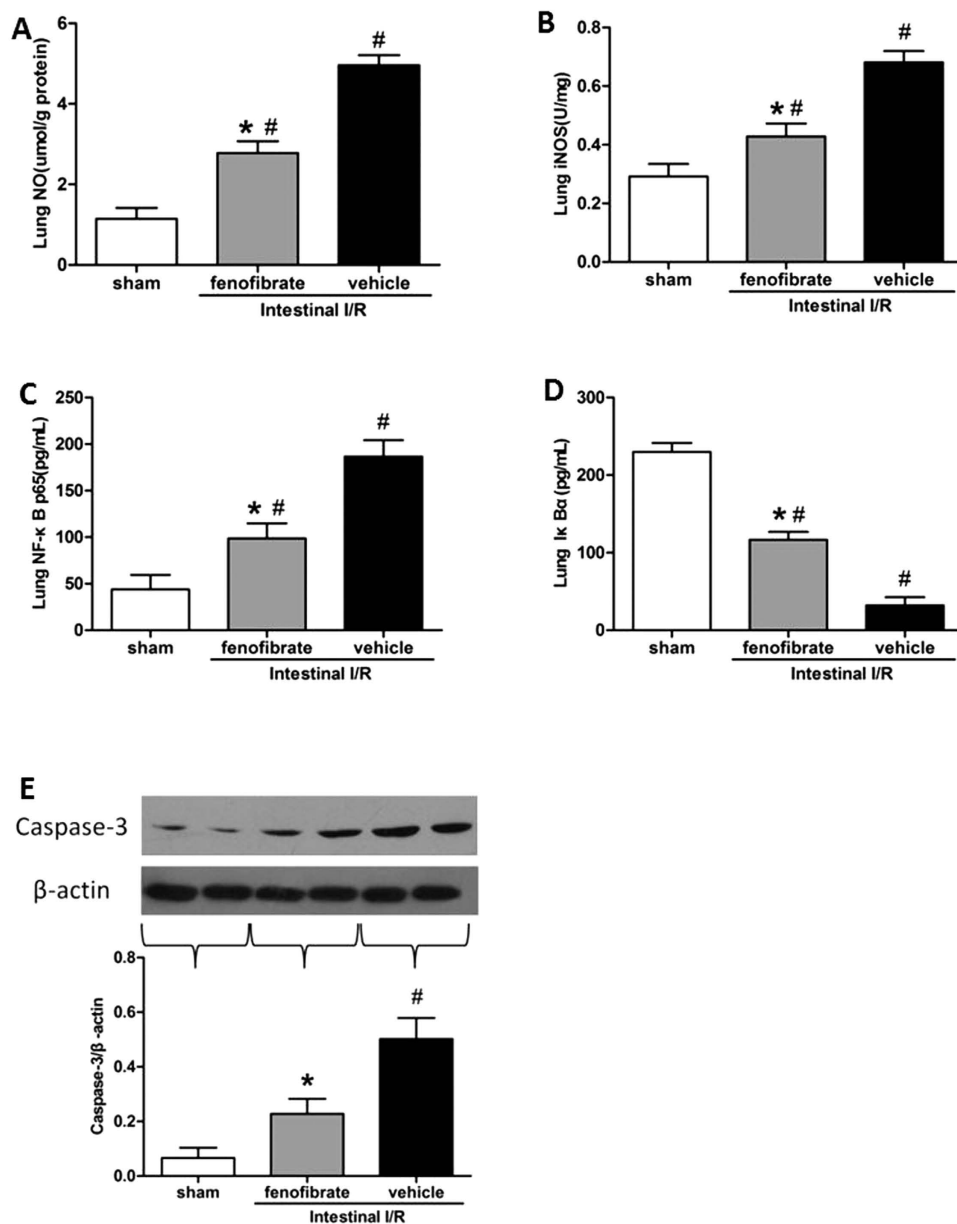 A
Lung NO(umol/g protein)
6
4
2
0
#
* #
sham
fenofibrate
vehicle
Intestinal I/R
B
Lung iNOS(U/mg)
0.8
0.6
0.4
0.2
0.0
#
* #
sham
fenofibrate
vehicle
Intestinal I/R
C
Lung NF-κ B p65(pg/mL)
250
200
150
100
50
0
#
* #
sham
fenofibrate
vehicle
Intestinal I/R
D
Lung Iκ Bα (pg/mL)
300
200
100
0
* #
#
sham
fenofibrate
vehicle
Intestinal I/R
E
Caspase-3
β-actin
Caspase-3/β -actin
0.8
0.6
0.4
0.2
0.0
#
*
sham
fenofibrate
vehicle
Intestinal I/R